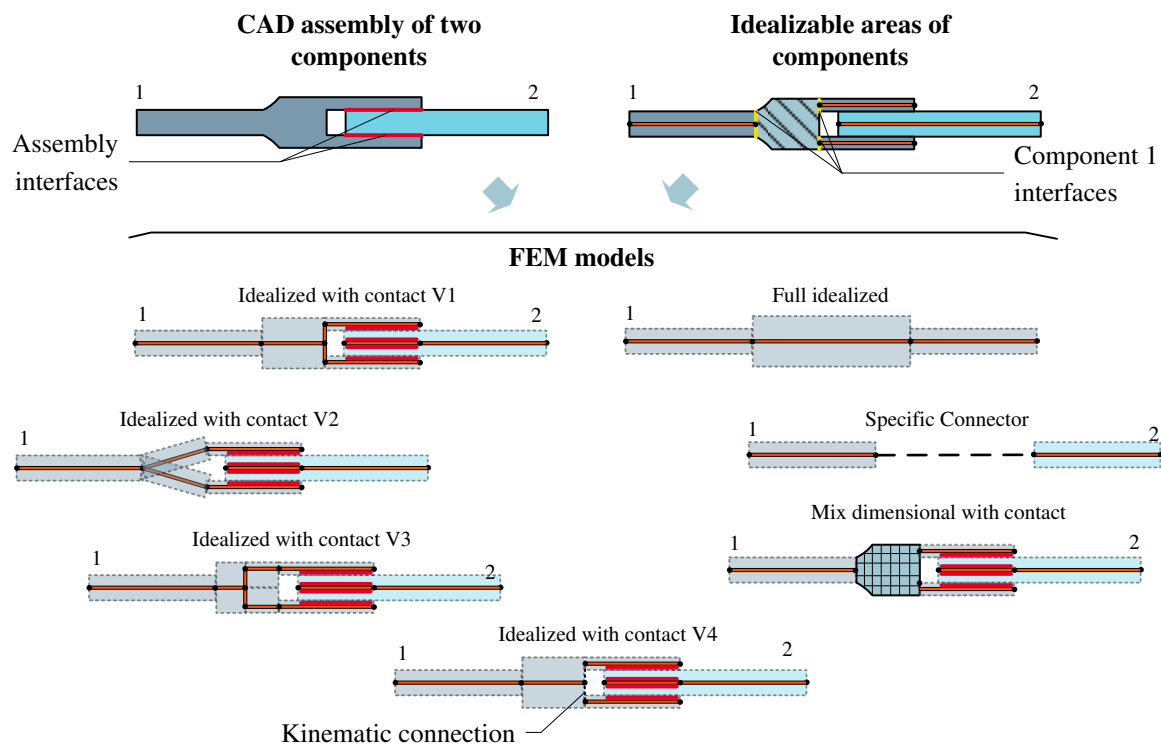 CAD assembly of two
components
Idealizable areas of
components
1
2
1
2
Assembly
interfaces
Component 1
interfaces
FEM models
Idealized with contact V1
1
2
Full idealized
Idealized with contact V2
1
Specific Connector
1
2
Idealized with contact V3
1
2
Mix dimensional with contact
1
2
Idealized with contact V4
1
2
Kinematic connection